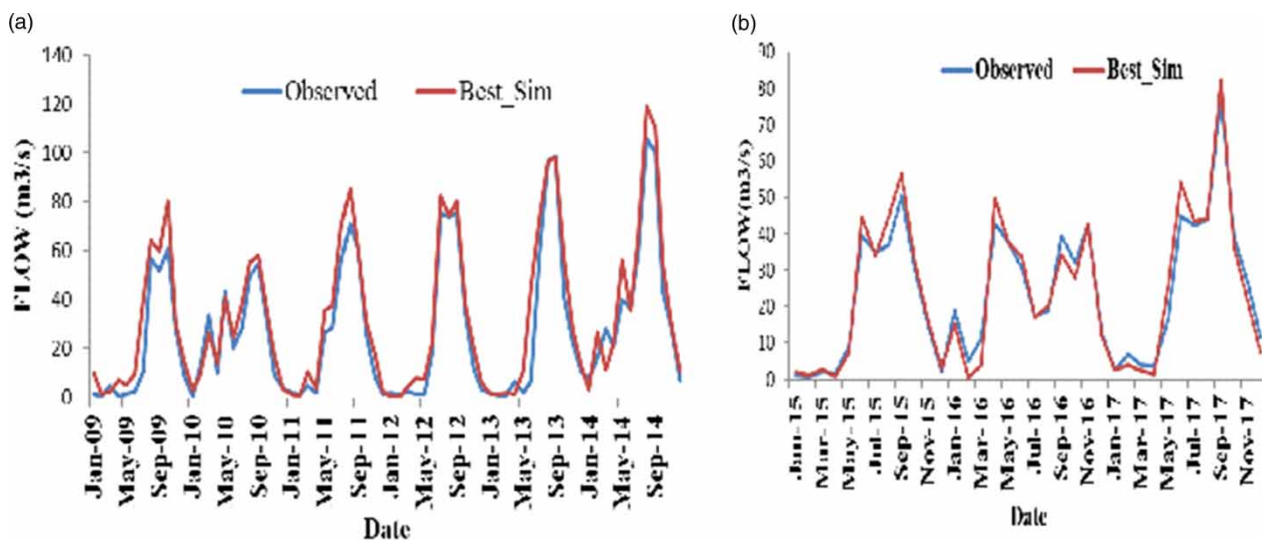 (a)
140
120
100
80
60
40
20
0
FLOW (m3/s)
Observed
Best_Sim
Jan-09
May-09
Sep-09
Jan-10
May-10
Sep-10
Jan-11
May-11
Sep-11
Jan-12
May-12
Sep-12
Jan-13
May-13
Sep-13
Jan-14
May-14
Sep-14
Date
(b)
90
80
70
60
50
40
30
20
10
0
FLOW(m3/s)
Observed
Best_Sim
Jan-15
Mar-15
May-15
Jul-15
Sep-15
Nov-15
Jan-16
Mar-16
May-16
Jul-16
Sep-16
Nov-16
Jan-17
Mar-17
May-17
Jul-17
Sep-17
Nov-17
Date